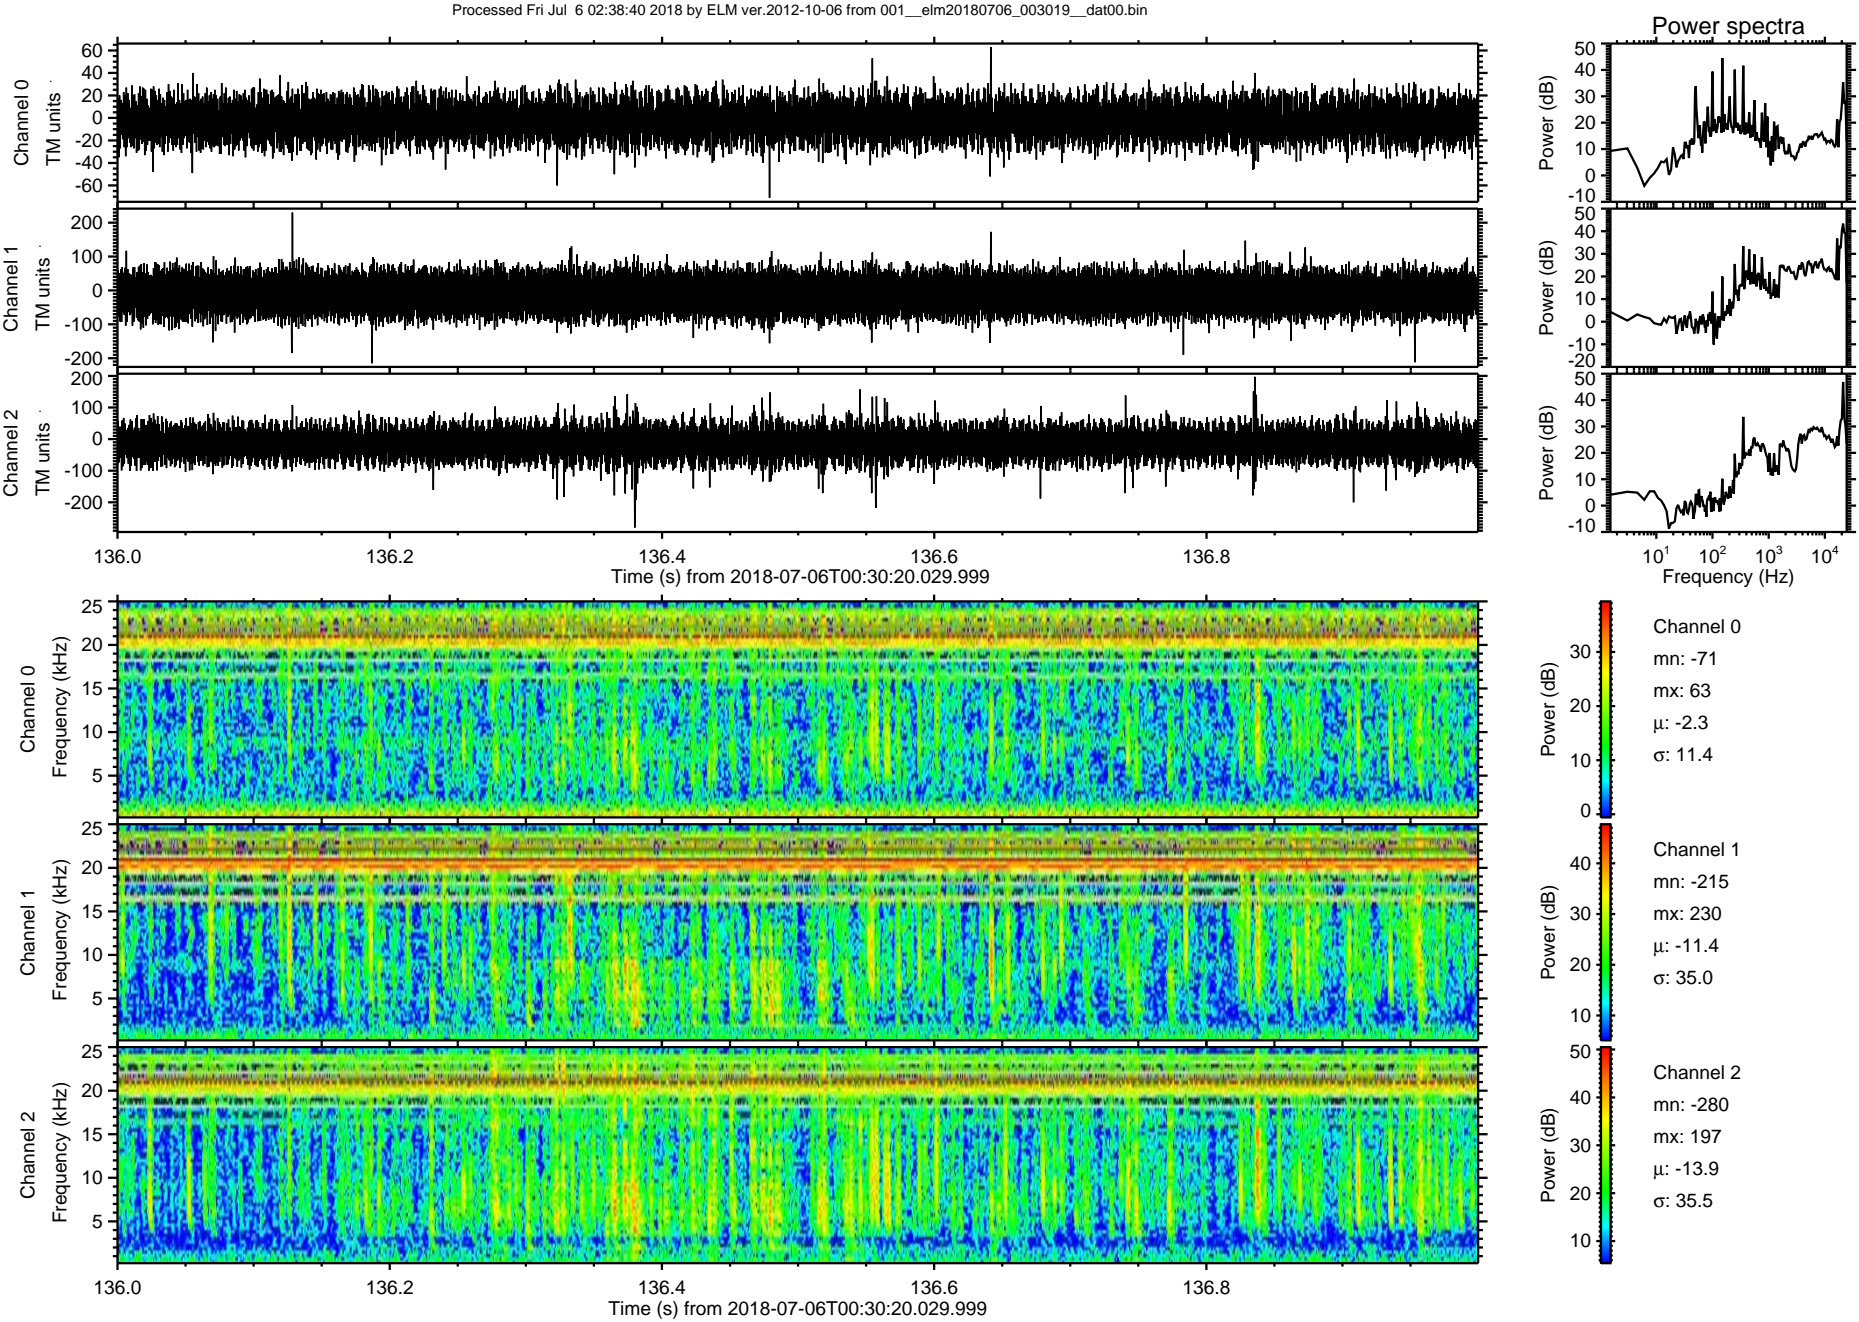 Processed Fri Jul  6 02:38:40 2018 by ELM ver.2012-10-06 from 001__elm20180706_003019__dat00.bin
Power spectra
Channel 0
TM units
60
40
20
0
-20
-40
-60
Power (dB)
50
40
30
20
10
0
-10
Channel 1
TM units
200
100
0
-100
-200
Power (dB)
50
40
30
20
10
0
-10
-20
Channel 2
TM units
200
100
0
-100
-200
Power (dB)
50
40
30
20
10
0
-10
136.0 136.2 136.4 136.6 136.8
Time (s) from 2018-07-06T00:30:20.029.999
10^1 10^2 10^3 10^4
Frequency (Hz)
Channel 0
Frequency (kHz)
25
20
15
10
5
Power (dB)
30
20
10
0
Channel 0
mn: -71
mx: 63
μ: -2.3
σ: 11.4
Channel 1
Frequency (kHz)
25
20
15
10
5
Power (dB)
40
30
20
10
Channel 1
mn: -215
mx: 230
μ: -11.4
σ: 35.0
Channel 2
Frequency (kHz)
25
20
15
10
5
Power (dB)
50
40
30
20
10
Channel 2
mn: -280
mx: 197
μ: -13.9
σ: 35.5
136.0 136.2 136.4 136.6 136.8
Time (s) from 2018-07-06T00:30:20.029.999